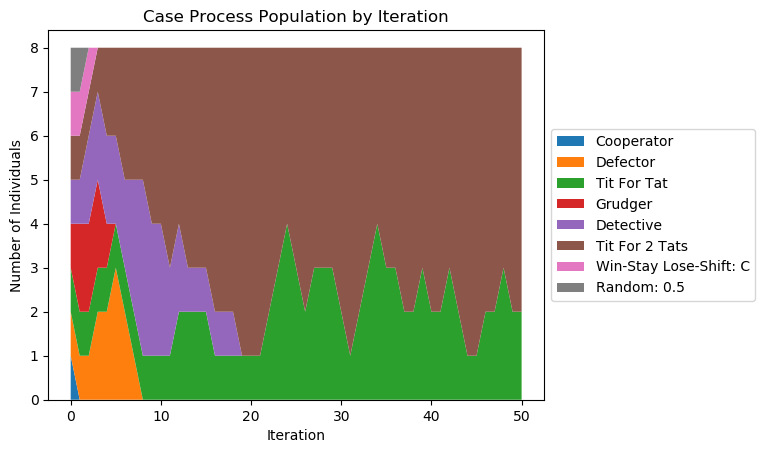 Case Process Population by Iteration
Number of Individuals
8
7
6
5
4
3
2
1
0
0 10 20 30 40 50
Iteration
Cooperator
Defector
Tit For Tat
Grudger
Detective
Tit For 2 Tats
Win-Stay Lose-Shift: C
Random: 0.5